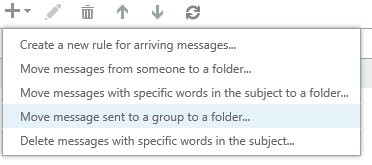 Create a new rule for arriving messages...
Move messages from someone to a folder...
Move messages with specific words in the subject to a folder...
Move message sent to a group to a folder...
Delete messages with specific words in the subject...